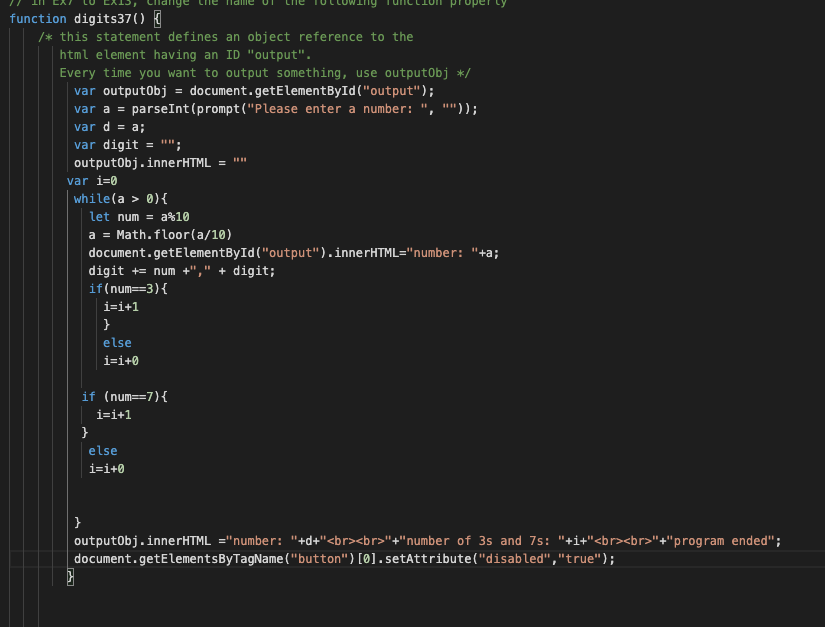 // in Ex7 to Ex13, change the name of the following function property
function digits37() {
/* this statement defines an object reference to the
html element having an ID "output".
Every time you want to output something, use outputObj */
var outputObj = document.getElementById("output");
var a = parseInt(prompt("Please enter a number: ", ""));
var d = a;
var digit = "";
outputObj.innerHTML = ""
var i=0
while(a > 0){
let num = a%10
a = Math.floor(a/10)
document.getElementById("output").innerHTML="number: "+a;
digit += num +"," + digit;
if(num==3){
i=i+1
}
else
i=i+0
if (num==7){
i=i+1
}
else
i=i+0
}
outputObj.innerHTML ="number: "+d+"<br><br>"+"number of 3s and 7s: "+i+"<br><br>"+"program ended";
document.getElementsByTagName("button")[0].setAttribute("disabled","true");
}